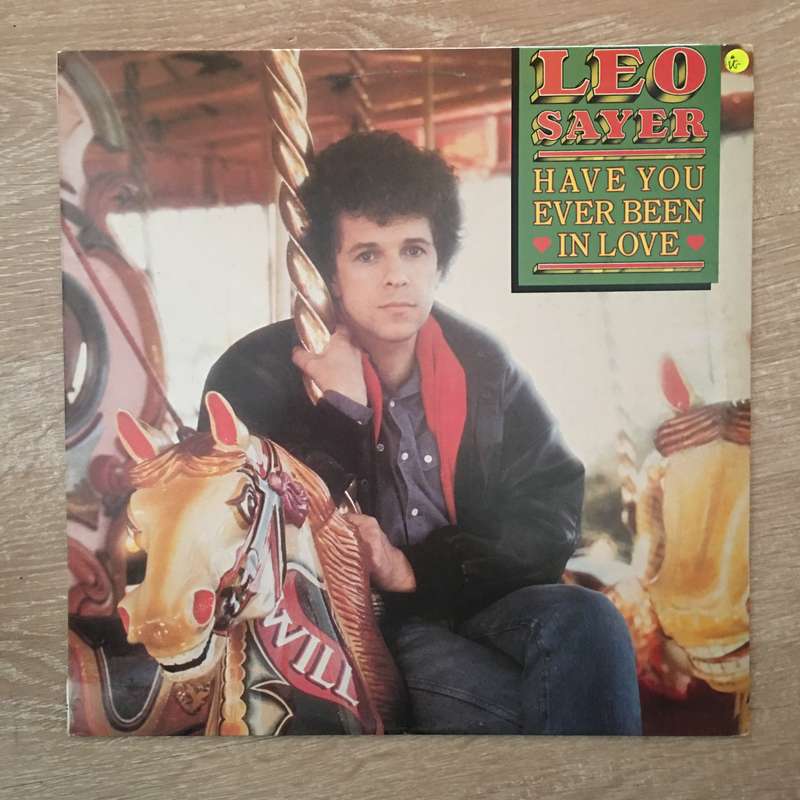 LEO
SAYER
HAVE YOU
EVER BEEN
IN LOVE
WILL